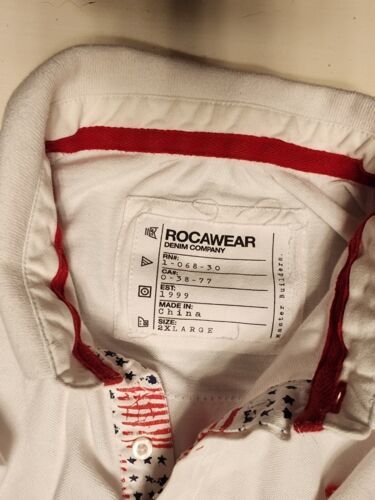 ROCAWEAR
DENIM COMPANY
RN#:
1-068-30
CA#:
0-38-77
EST:
1999
MADE IN:
China
SIZE:
2XLARGE
Master Builders.